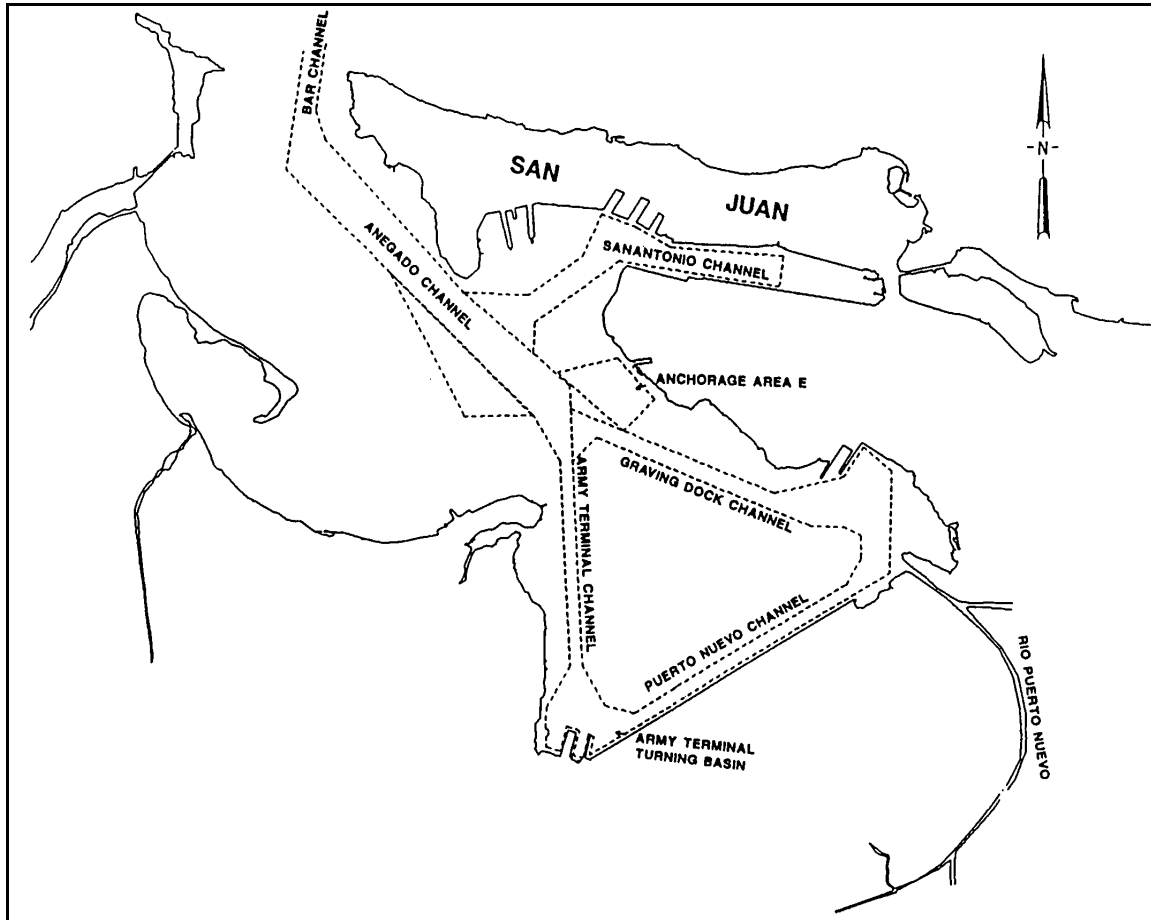 BAR CHANNEL
SAN
JUAN
-N-
ANEGADO CHANNEL
SANANTONIO CHANNEL
ANCHORAGE AREA E
GRAVING DOCK CHANNEL
ARMY TERMINAL CHANNEL
PUERTO NUEVO CHANNEL
RIO PUERTO NUEVO
ARMY TERMINAL
TURNING BASIN